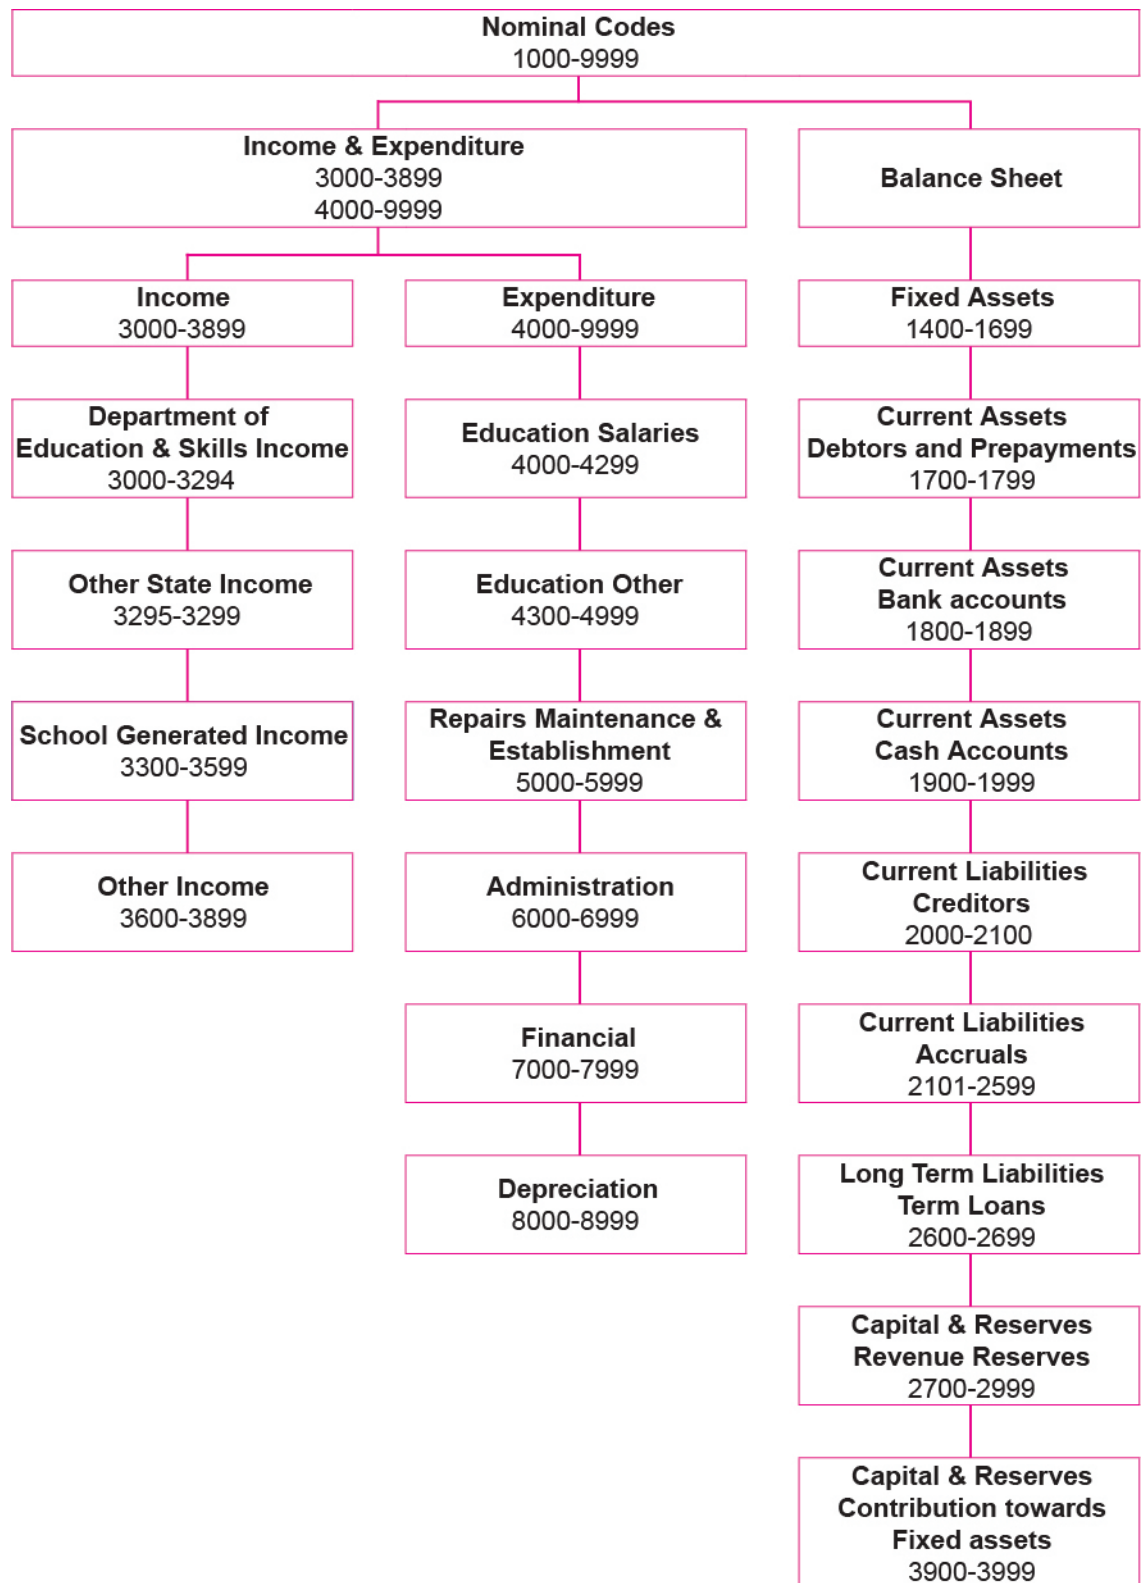 Nominal Codes
1000-9999
Income & Expenditure
3000-3899
4000-9999
Balance Sheet
Income
3000-3899
Expenditure
4000-9999
Fixed Assets
1400-1699
Department of
Education & Skills Income
3000-3294
Education Salaries
4000-4299
Current Assets
Debtors and Prepayments
1700-1799
Other State Income
3295-3299
Education Other
4300-4999
Current Assets
Bank accounts
1800-1899
School Generated Income
3300-3599
Repairs Maintenance &
Establishment
5000-5999
Current Assets
Cash Accounts
1900-1999
Other Income
3600-3899
Administration
6000-6999
Current Liabilities
Creditors
2000-2100
Financial
7000-7999
Current Liabilities
Accruals
2101-2599
Depreciation
8000-8999
Long Term Liabilities
Term Loans
2600-2699
Capital & Reserves
Revenue Reserves
2700-2999
Capital & Reserves
Contribution towards
Fixed assets
3900-3999